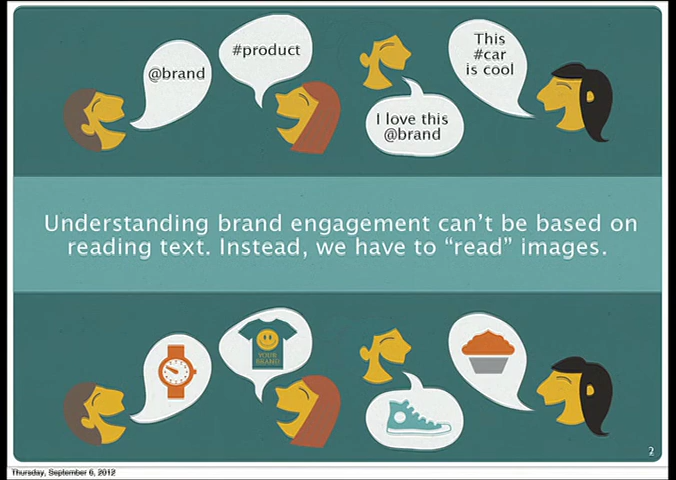 @brand
#product
This
#car
is cool
I love this
@brand
Understanding brand engagement can't be based on
reading text. Instead, we have to “read” images.
YOUR
BRAND
2
Thursday, September 6, 2012